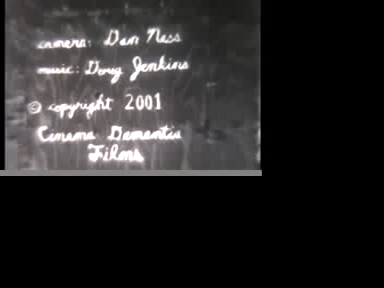 camera: Dan Ness
music: Doug Jenkins
© copyright 2001
Cinema Dementia
Films